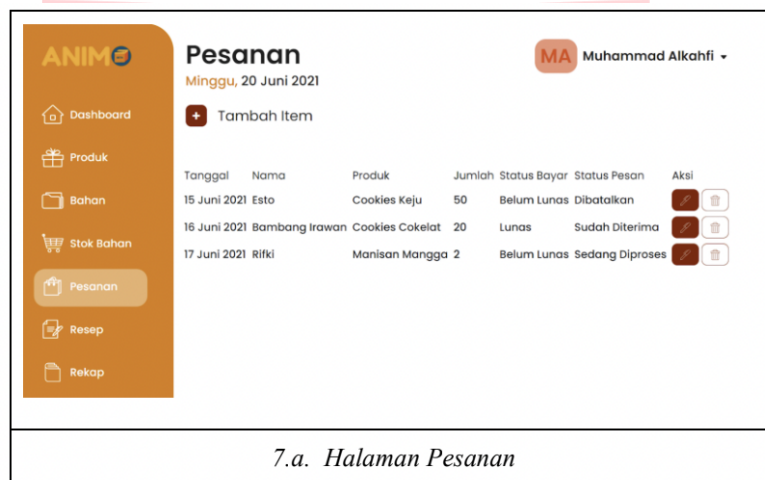 ANIMO
Dashboard
Produk
Bahan
Stok Bahan
Pesanan
Resep
Rekap
Pesanan
Minggu, 20 Juni 2021
MA Muhammad Alkahfi
+ Tambah Item
Tanggal Nama Produk Jumlah Status Bayar Status Pesan Aksi
15 Juni 2021 Esto Cookies Keju 50 Belum Lunas Dibatalkan
16 Juni 2021 Bambang Irawan Cookies Cokelat 20 Lunas Sudah Diterima
17 Juni 2021 Rifki Manisan Mangga 2 Belum Lunas Sedang Diproses
7.a. Halaman Pesanan